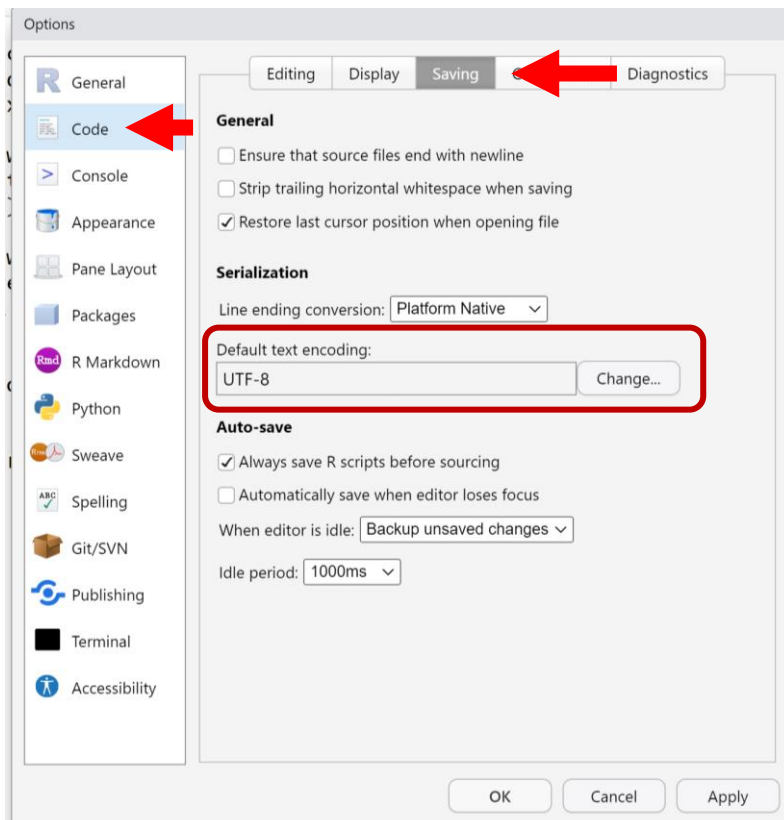 Options
General
Code
Console
Appearance
Pane Layout
Packages
Rmd R Markdown
Python
Sweave
ABC Spelling
Git/SVN
Publishing
Terminal
Accessibility
Editing Display Saving Diagnostics
General
Ensure that source files end with newline
Strip trailing horizontal whitespace when saving
Restore last cursor position when opening file
Serialization
Line ending conversion: Platform Native
Default text encoding:
UTF-8 Change...
Auto-save
Always save R scripts before sourcing
Automatically save when editor loses focus
When editor is idle: Backup unsaved changes
Idle period: 1000ms
OK Cancel Apply